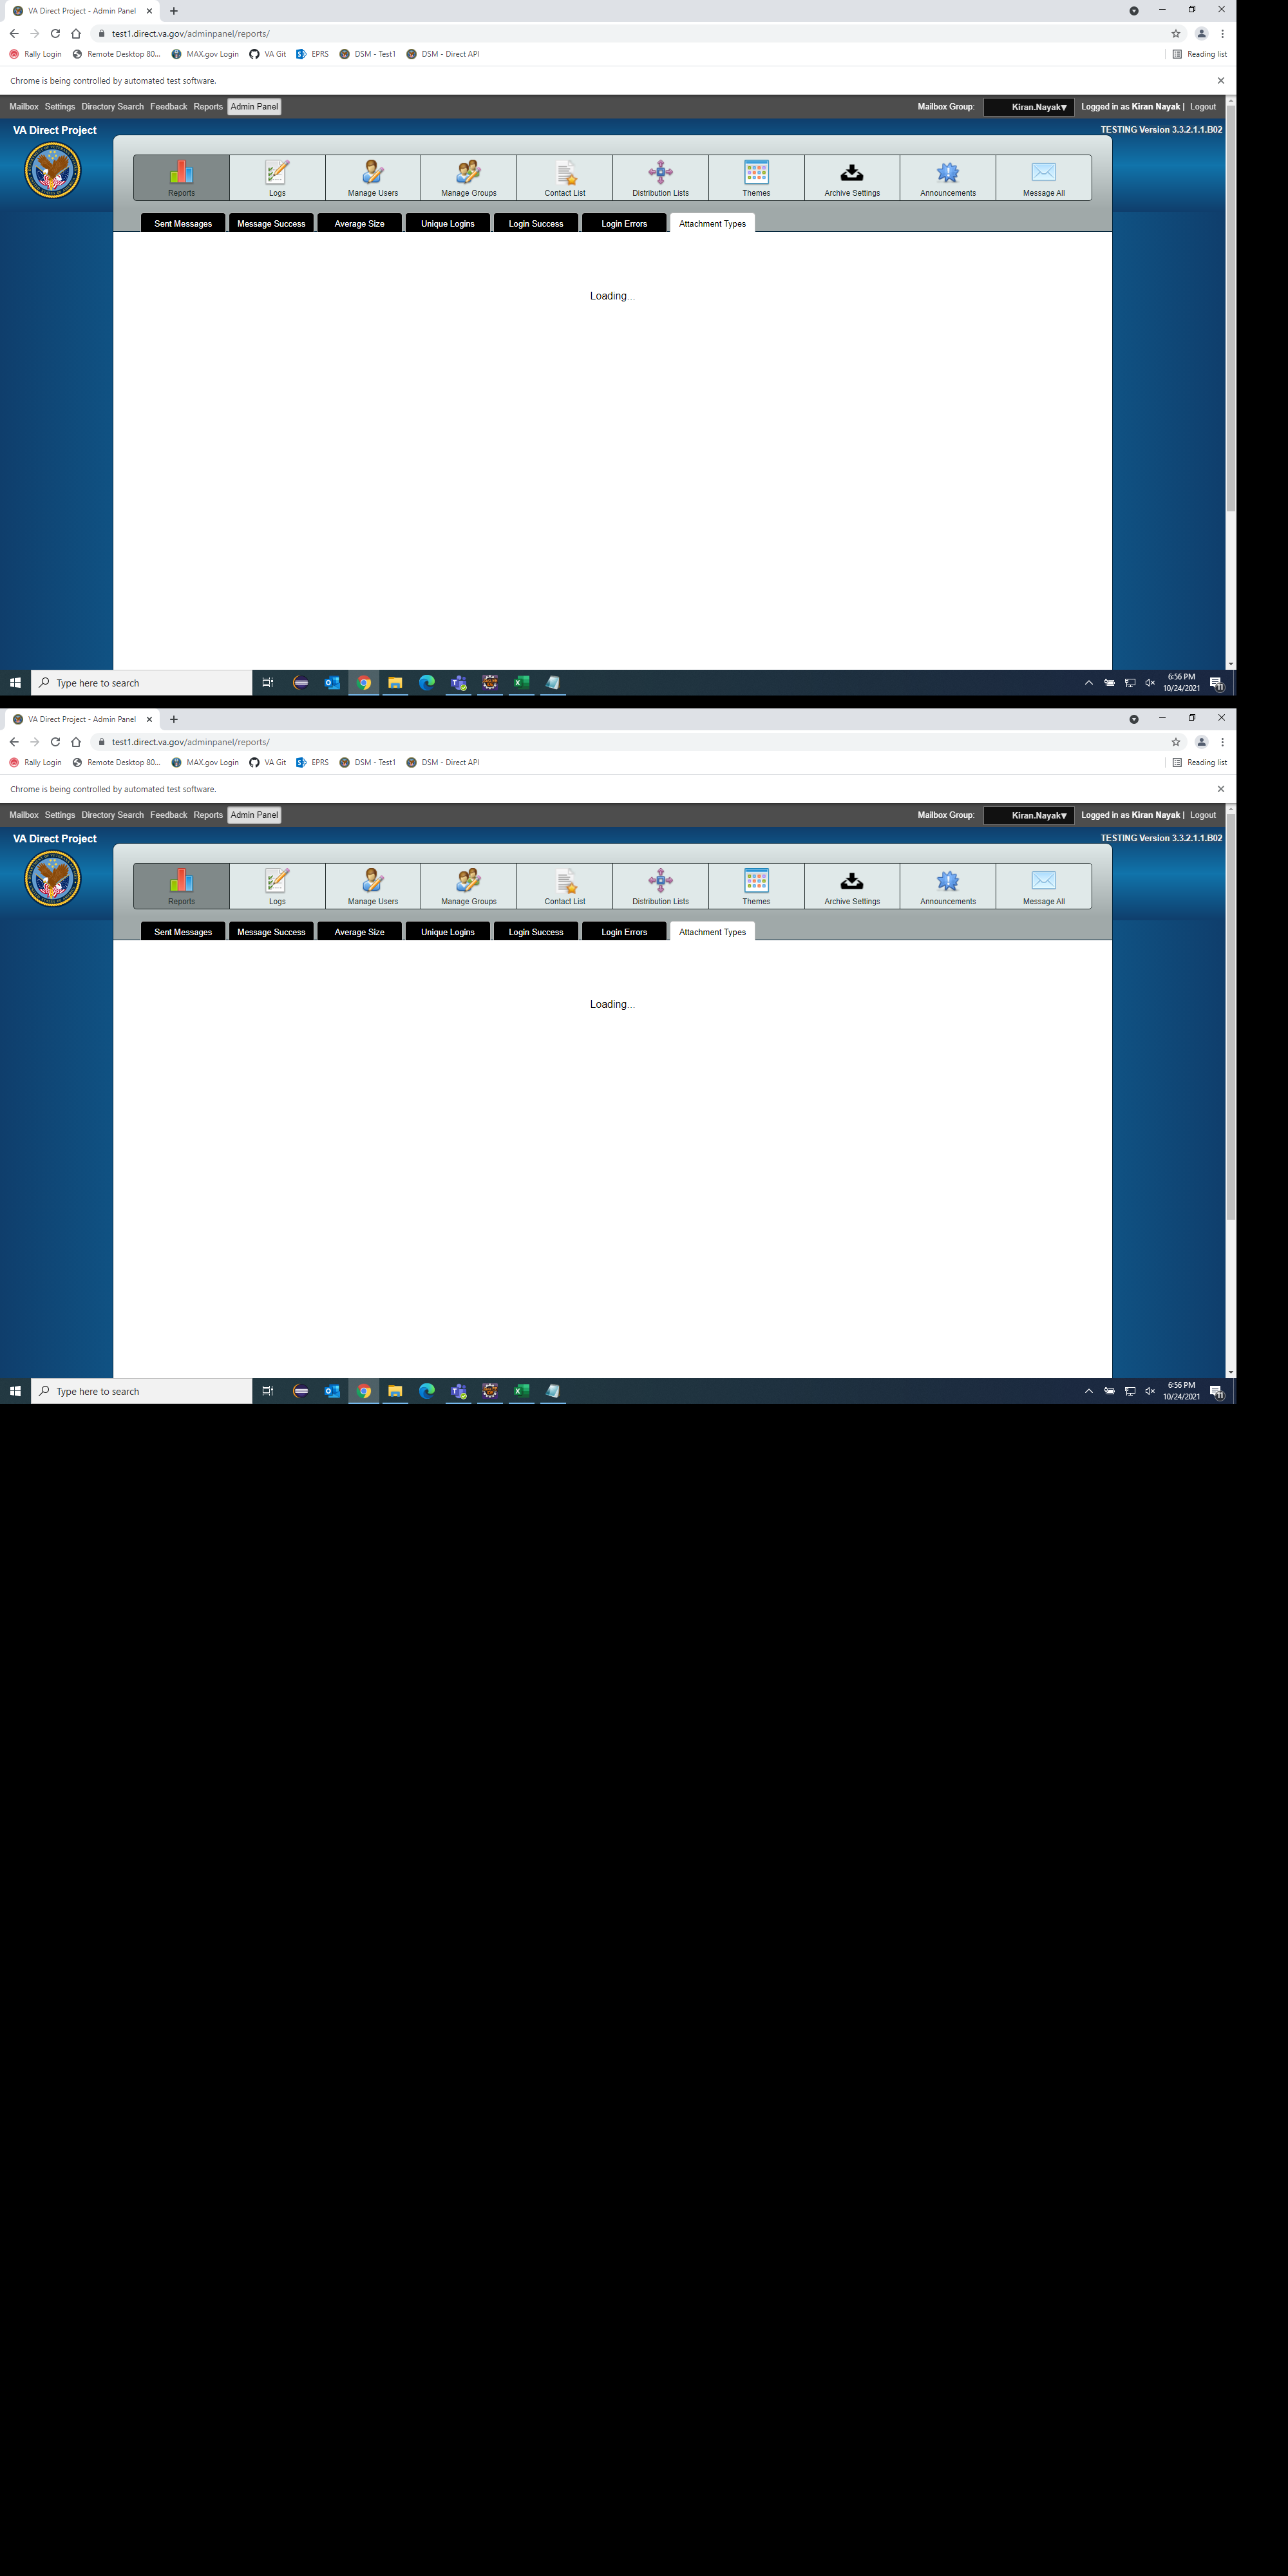 VA Direct Project - Admin Panel
test1.direct.va.gov/adminpanel/reports/
Rally Login Remote Desktop 80... MAX.gov Login VA Git EPRS DSM - Test1 DSM - Direct API Reading list
Chrome is being controlled by automated test software.
Mailbox Settings Directory Search Feedback Reports Admin Panel Mailbox Group: Kiran.Nayak▼ Logged in as Kiran Nayak | Logout
VA Direct Project TESTING Version 3.3.2.1.1.B02
Reports Logs Manage Users Manage Groups Contact List Distribution Lists Themes Archive Settings Announcements Message All
Sent Messages Message Success Average Size Unique Logins Login Success Login Errors Attachment Types
Loading...
Type here to search 6:56 PM
10/24/2021 11
VA Direct Project - Admin Panel
test1.direct.va.gov/adminpanel/reports/
Rally Login Remote Desktop 80... MAX.gov Login VA Git EPRS DSM - Test1 DSM - Direct API Reading list
Chrome is being controlled by automated test software.
Mailbox Settings Directory Search Feedback Reports Admin Panel Mailbox Group: Kiran.Nayak▼ Logged in as Kiran Nayak | Logout
VA Direct Project TESTING Version 3.3.2.1.1.B02
Reports Logs Manage Users Manage Groups Contact List Distribution Lists Themes Archive Settings Announcements Message All
Sent Messages Message Success Average Size Unique Logins Login Success Login Errors Attachment Types
Loading...
Type here to search 6:56 PM
10/24/2021 11